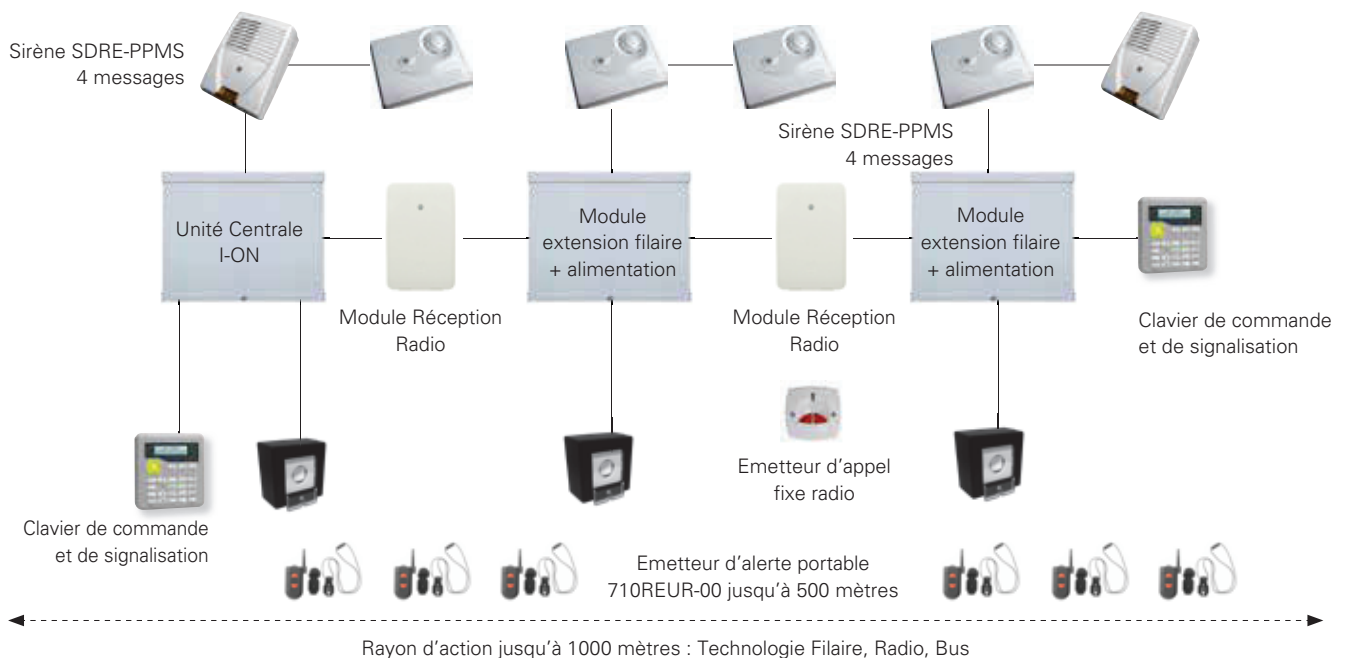 Sirène SDRE-PPMS
4 messages
Sirène SDRE-PPMS
4 messages
Unité Centrale
I-ON
Module
extension filaire
+ alimentation
Module
extension filaire
+ alimentation
Module Réception
Radio
Module Réception
Radio
Clavier de commande
et de signalisation
Emetteur d'appel
fixe radio
Clavier de commande
et de signalisation
Emetteur d'alerte portable
710REUR-00 jusqu'à 500 mètres
Rayon d'action jusqu'à 1000 mètres : Technologie Filaire, Radio, Bus